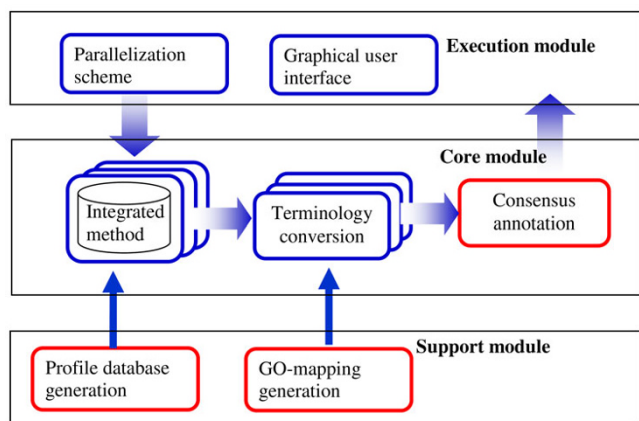 Parallelization
scheme
Graphical user
interface
Execution module
Core module
Integrated
method
Terminology
conversion
Consensus
annotation
Support module
Profile database
generation
GO-mapping
generation